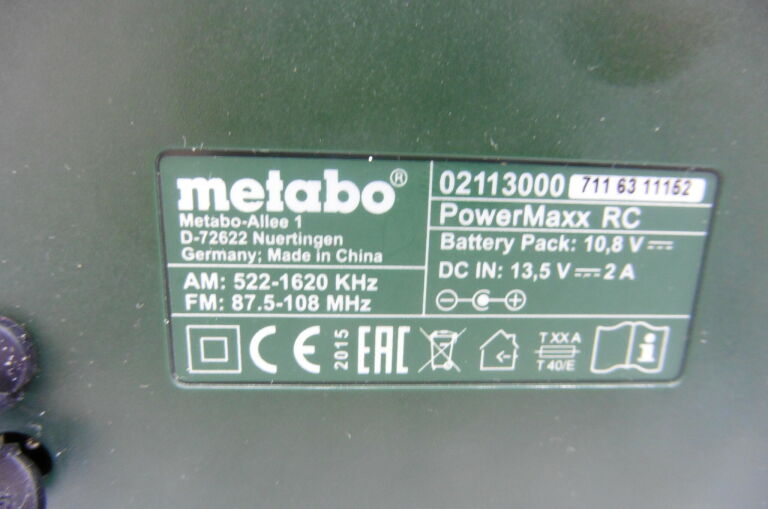 metabo®
Metabo-Allee 1
D-72622 Nuertingen
Germany; Made in China
AM: 522-1620 KHz
FM: 87.5-108 MHz
02113000 711 63 11152
PowerMaxx RC
Battery Pack: 10,8 V
DC IN: 13,5 V 2 A
CE 2015 EAC
T XX A
T 40/E
i